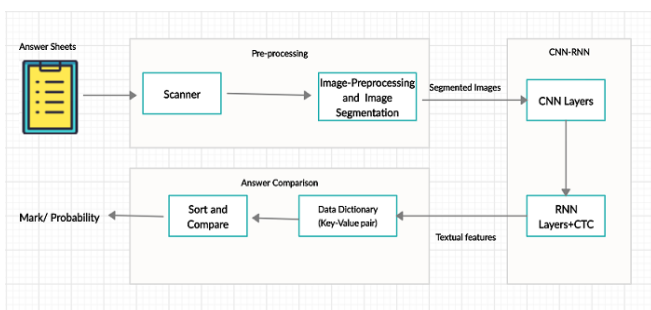 Answer Sheets
Pre-processing
CNN-RNN
Scanner
Image-Preprocessing
and Image
Segmentation
Segmented Images
CNN Layers
Answer Comparison
Mark/ Probability
Sort and
Compare
Data Dictionary
(Key-Value pair)
Textual features
RNN
Layers+CTC